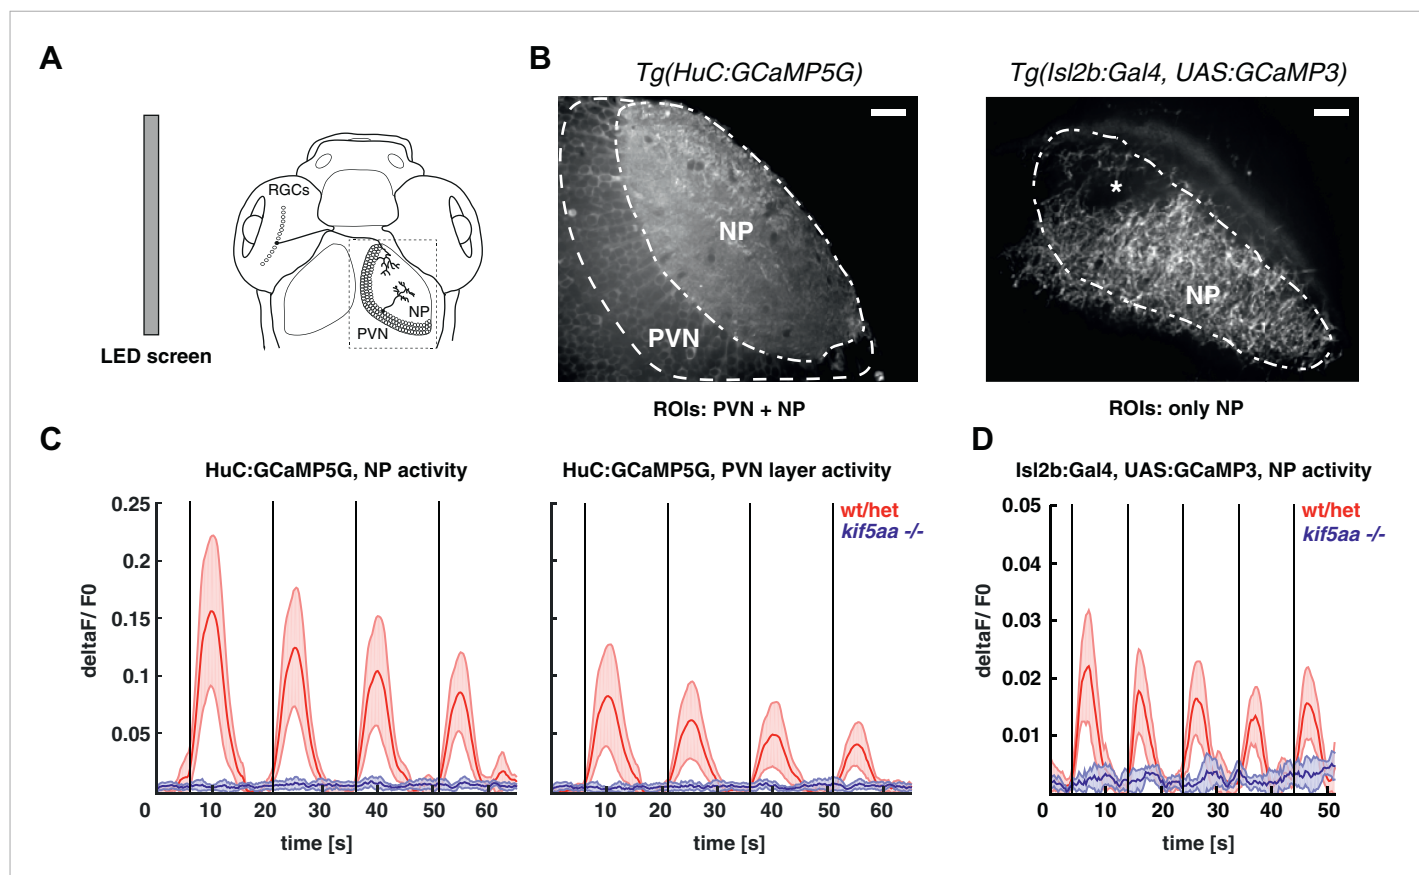 A
RGCs
NP
PVN
LED screen
B
Tg(HuC:GCaMP5G)
NP
PVN
ROIs: PVN + NP
Tg(Isl2b:Gal4, UAS:GCaMP3)
*
NP
ROIs: only NP
C
HuC:GCaMP5G, NP activity
deltaF/ F0
0.25
0.2
0.15
0.1
0.05
0 10 20 30 40 50 60
time [s]
HuC:GCaMP5G, PVN layer activity
wt/het
kif5aa -/-
10 20 30 40 50 60
time [s]
D
Isl2b:Gal4, UAS:GCaMP3, NP activity
wt/het
kif5aa -/-
deltaF/ F0
0.05
0.04
0.03
0.02
0.01
0 10 20 30 40 50
time [s]